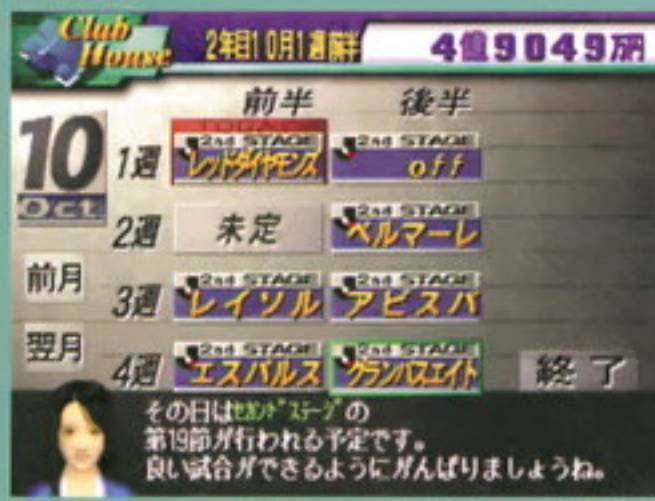 Club House
2年目10月1週前半
4億9049万円
前半 後半
10
Oct
TODAY
1週
2nd STAGE
レッドダイヤモンズ
2nd STAGE
off
2週
未定
2nd STAGE
ベルマーレ
前月
3週
2nd STAGE
レイソル
2nd STAGE
アビスパ
翌月
4週
2nd STAGE
エスパルス
2nd STAGE
グランパスエイト
終了
その日はセカンドステージの
第19節が行われる予定です。
良い試合ができるようにがんばりましょうね。